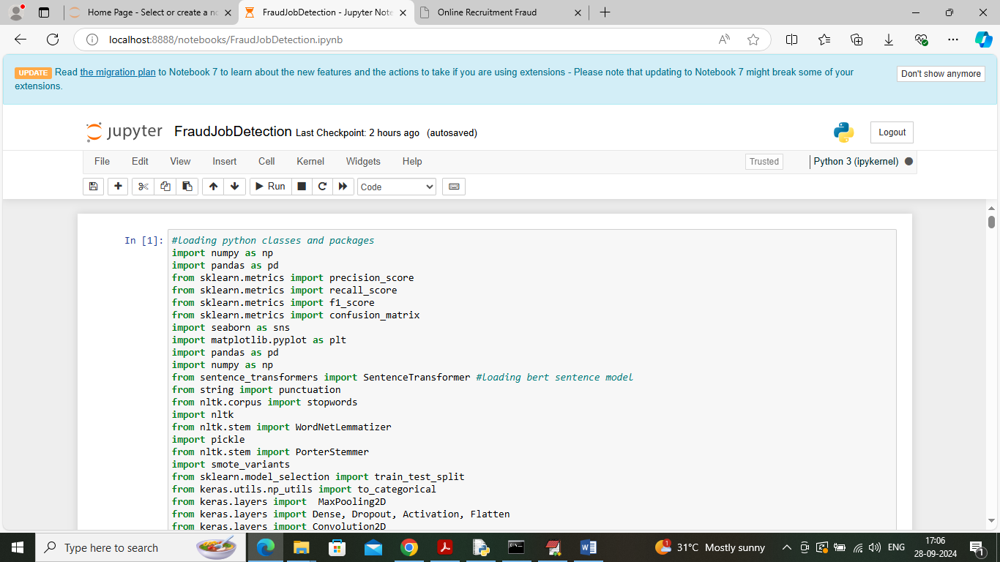 Home Page - Select or create a no
FraudJobDetection - Jupyter Note
Online Recruitment Fraud
localhost:8888/notebooks/FraudJobDetection.ipynb
UPDATE Read the migration plan to Notebook 7 to learn about the new features and the actions to take if you are using extensions - Please note that updating to Notebook 7 might break some of your
extensions.
Don't show anymore
jupyter FraudJobDetection Last Checkpoint: 2 hours ago (autosaved)
Logout
File Edit View Insert Cell Kernel Widgets Help
Trusted
Python 3 (ipykernel)
Run
Code
In [1]:
#loading python classes and packages
import numpy as np
import pandas as pd
from sklearn.metrics import precision_score
from sklearn.metrics import recall_score
from sklearn.metrics import f1_score
from sklearn.metrics import confusion_matrix
import seaborn as sns
import matplotlib.pyplot as plt
import pandas as pd
import numpy as np
from sentence_transformers import SentenceTransformer #loading bert sentence model
from string import punctuation
from nltk.corpus import stopwords
import nltk
from nltk.stem import WordNetLemmatizer
import pickle
from nltk.stem import PorterStemmer
import smote_variants
from sklearn.model_selection import train_test_split
from keras.utils.np_utils import to_categorical
from keras.layers import  MaxPooling2D
from keras.layers import Dense, Dropout, Activation, Flatten
from keras.layers import Convolution2D
Type here to search
1
31°C Mostly sunny
ENG
17:06
28-09-2024
1